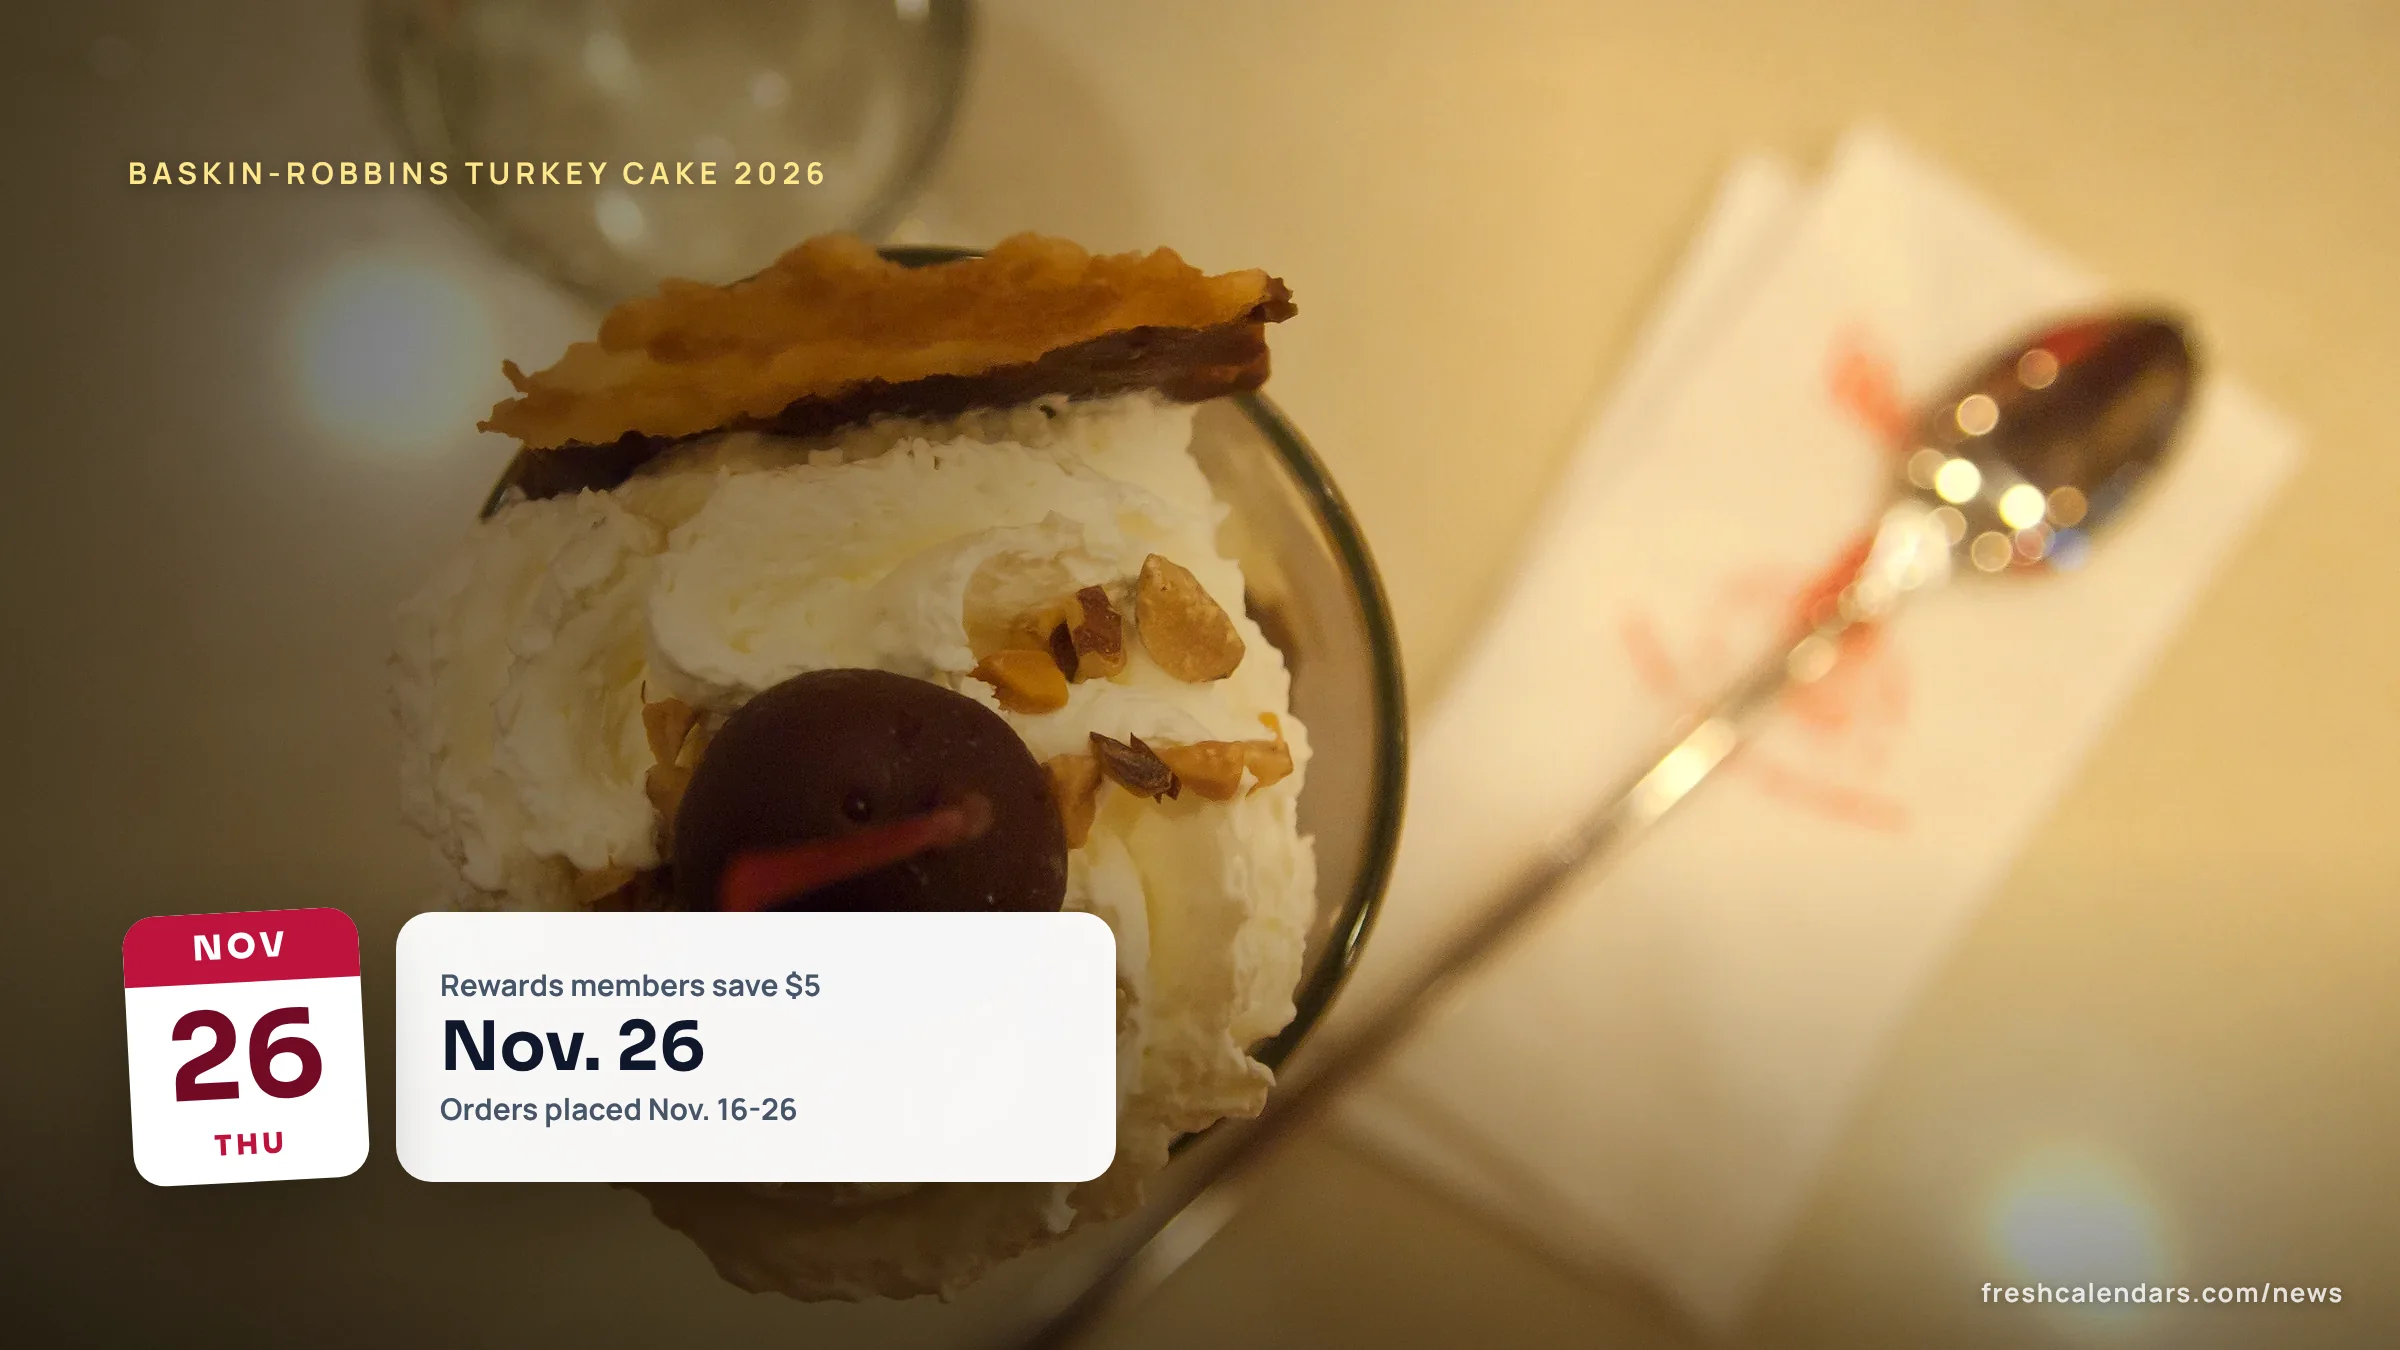 BASKIN-ROBBINS TURKEY CAKE 2026
NOV
26
THU
Rewards members save $5
Nov. 26
Orders placed Nov. 16-26
freshcalendars.com/news